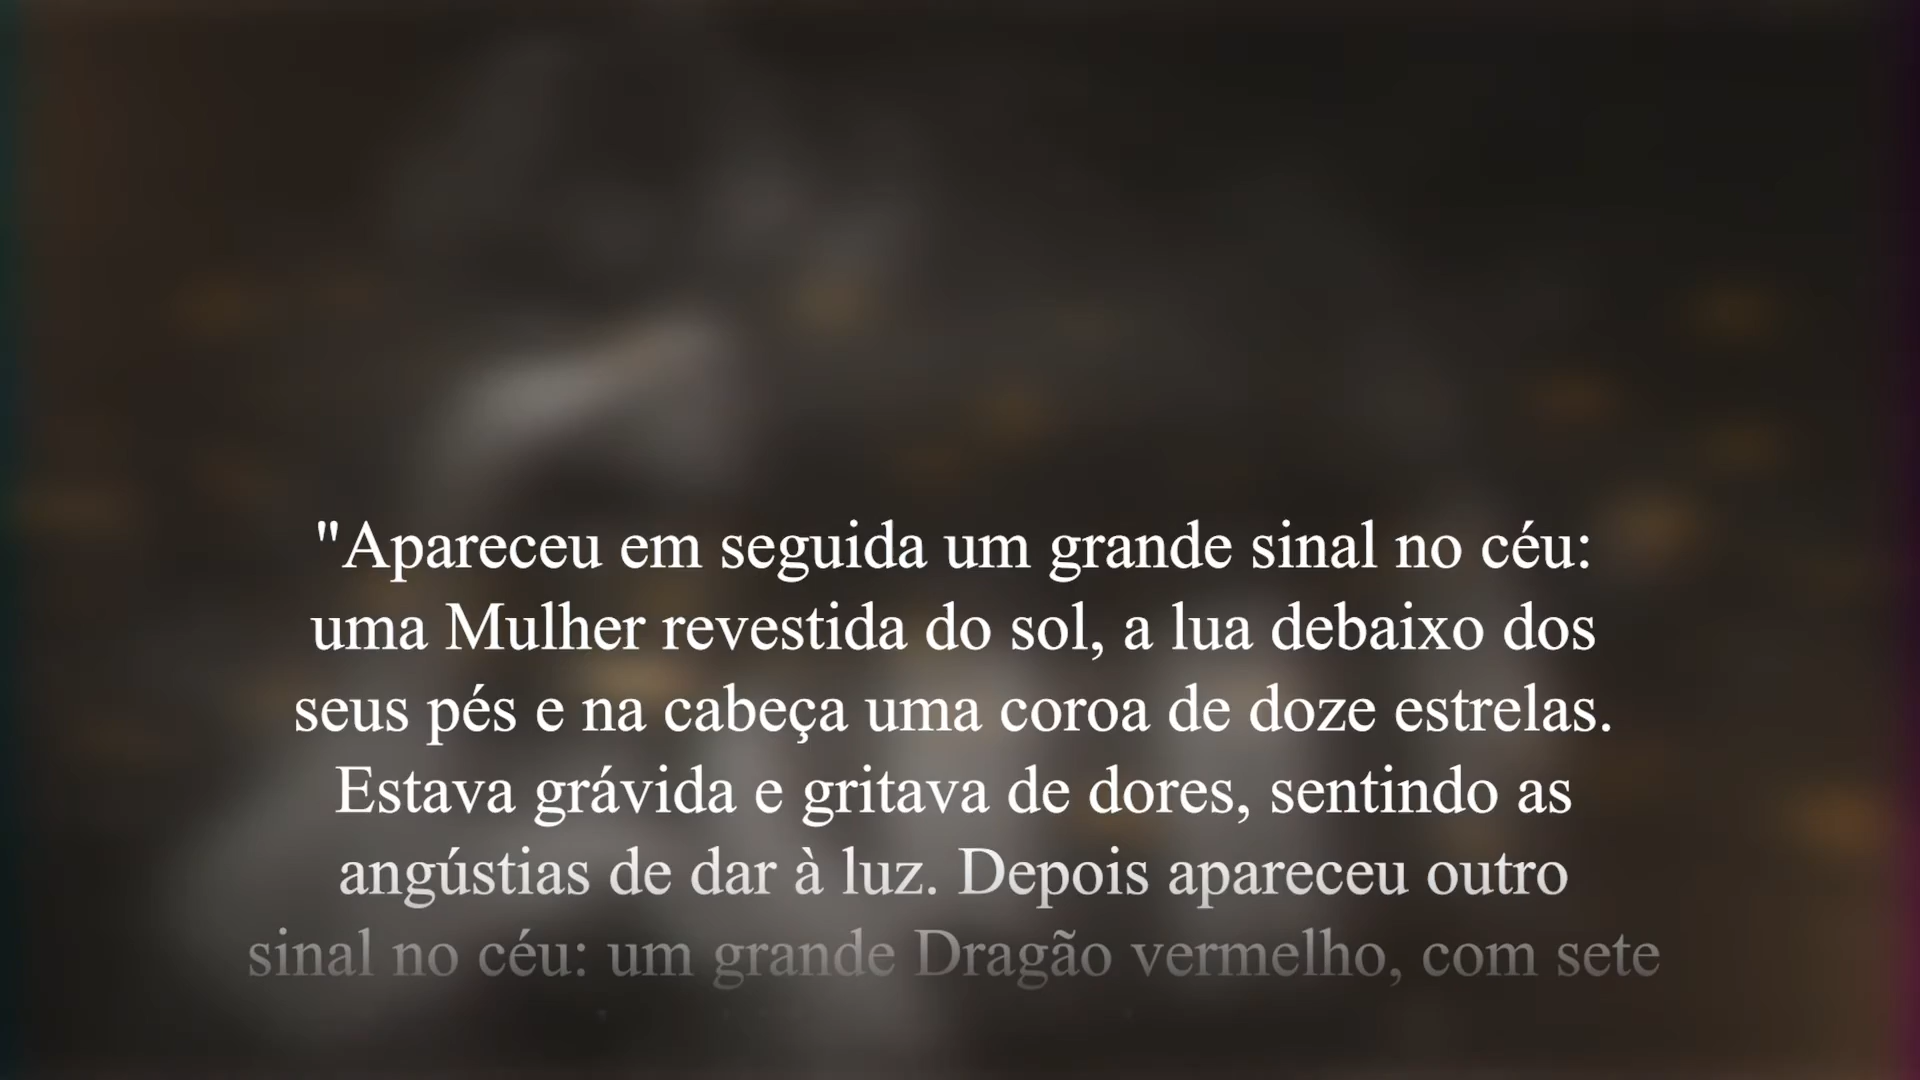 "Apareceu em seguida um grande sinal no céu:
uma Mulher revestida do sol, a lua debaixo dos
seus pés e na cabeça uma coroa de doze estrelas.
Estava grávida e gritava de dores, sentindo as
angústias de dar à luz. Depois apareceu outro
sinal no céu: um grande Dragão vermelho, com sete